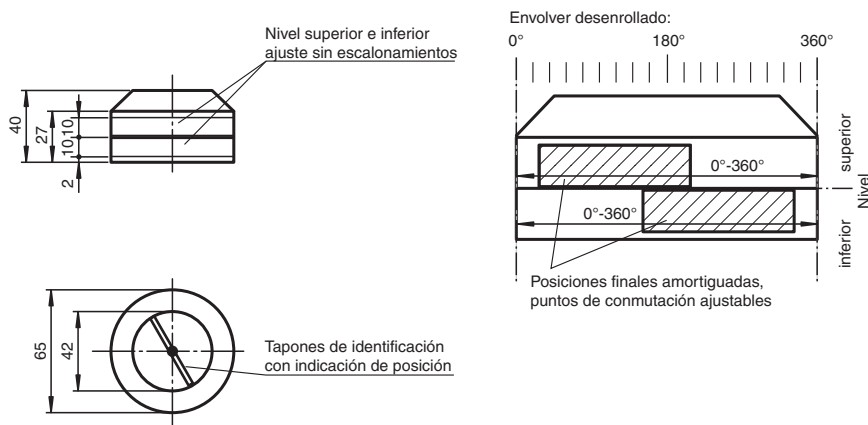 Nivel superior e inferior
ajuste sin escalonamientos
40
27
10
10
2
65
42
Tapones de identificación
con indicación de posición
Envolver desenrollado:
0° 180° 360°
0°-360°
0°-360°
superior
Nivel
inferior
Posiciones finales amortiguadas,
puntos de conmutación ajustables